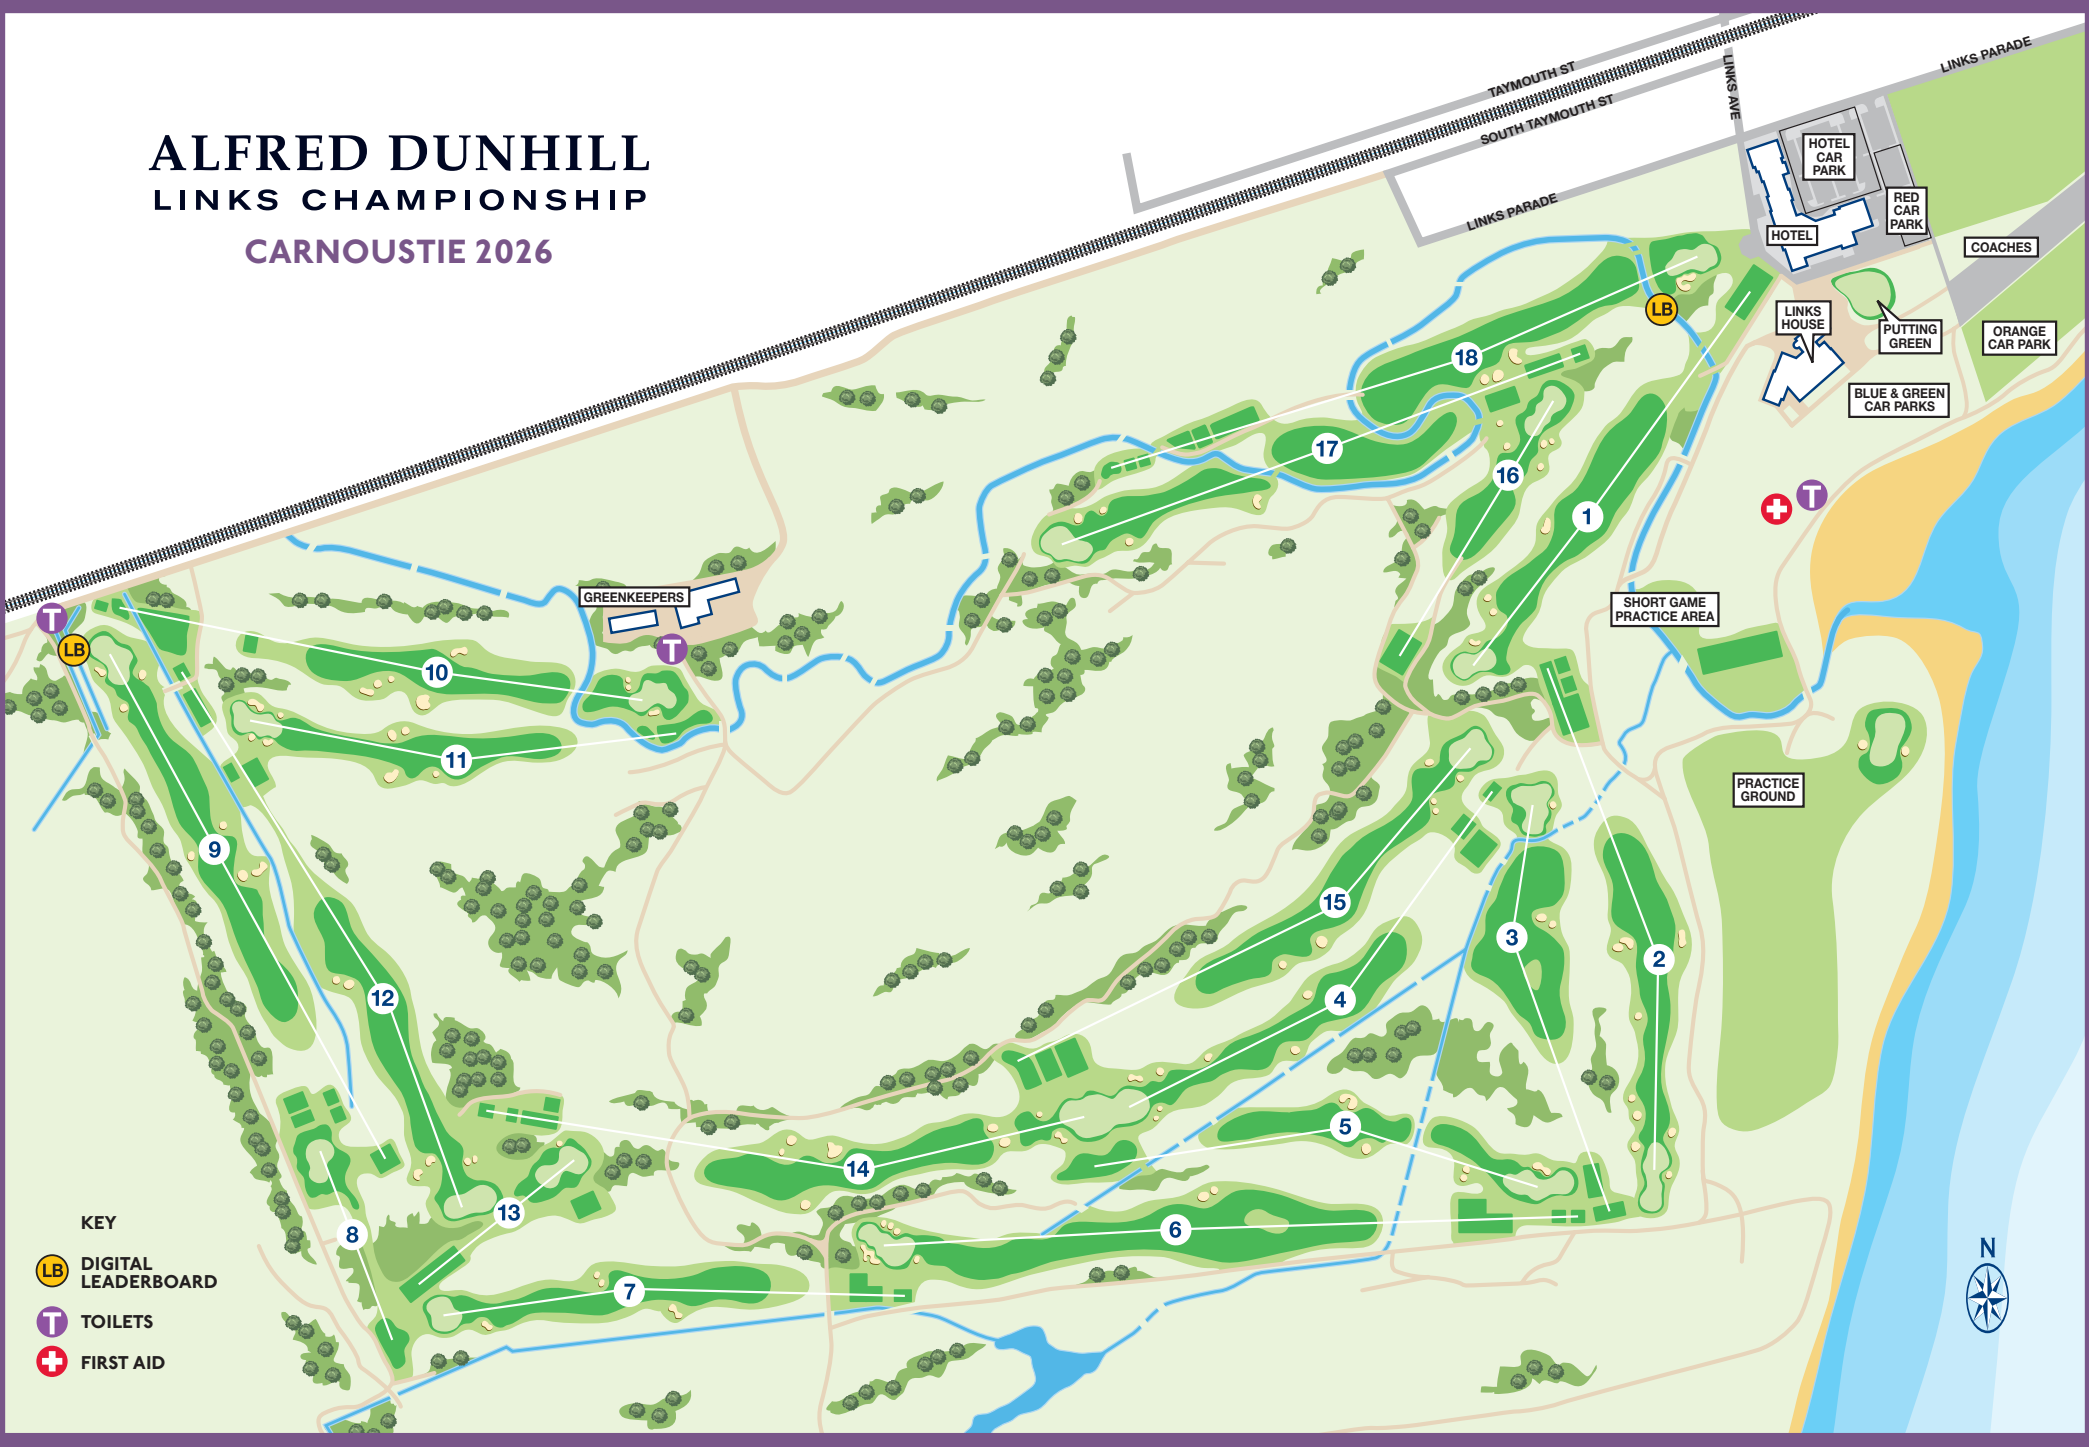 ALFRED DUNHILL
LINKS CHAMPIONSHIP
CARNOUSTIE 2026
TAYMOUTH ST
SOUTH TAYMOUTH ST
LINKS AVE
LINKS PARADE
LINKS PARADE
HOTEL
CAR
PARK
RED
CAR
PARK
HOTEL
COACHES
LINKS
HOUSE
PUTTING
GREEN
ORANGE
CAR PARK
BLUE & GREEN
CAR PARKS
LB
18
17
16
1
T
GREENKEEPERS
T
SHORT GAME
PRACTICE AREA
T
LB
10
11
PRACTICE
GROUND
9
15
3
2
12
4
5
14
13
8
6
7
KEY
LB
DIGITAL
LEADERBOARD
T
TOILETS
FIRST AID
N